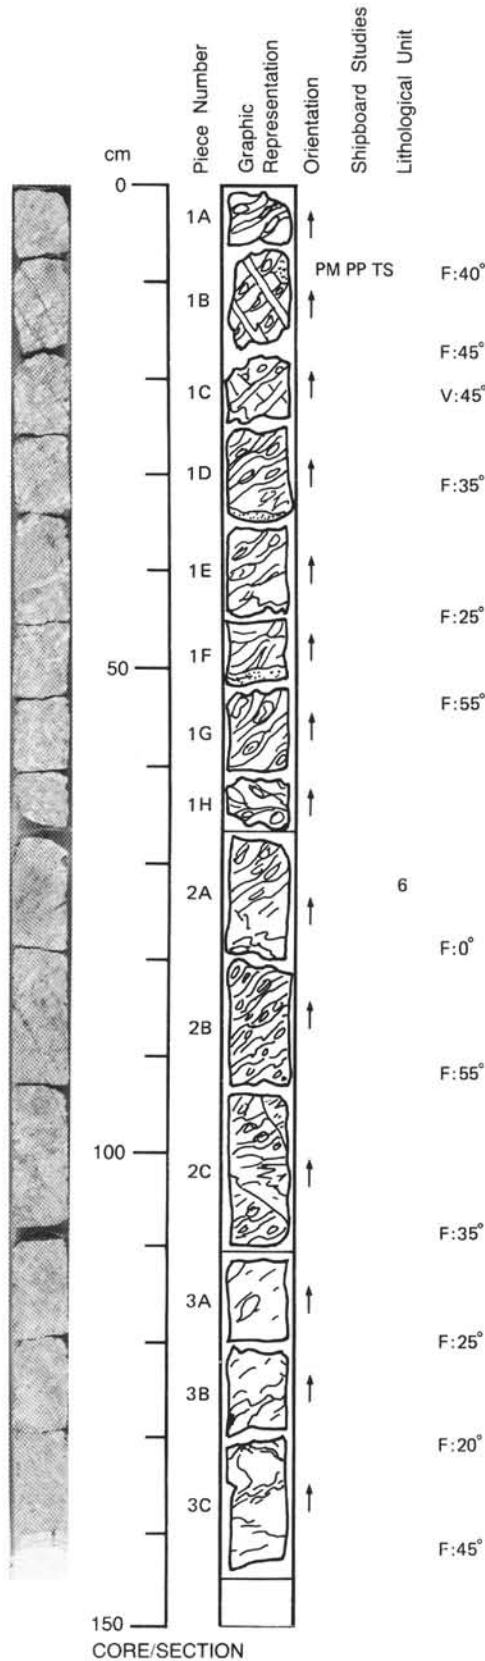 Piece Number
Graphic
Representation
Orientation
Shipboard Studies
Lithological Unit
cm
0
1A
PM PP TS
F:40°
1B
F:45°
1C
V:45°
1D
F:35°
1E
F:25°
50
1F
F:55°
1G
1H
2A
6
F:0°
2B
F:55°
100
2C
F:35°
3A
F:25°
3B
F:20°
3C
F:45°
150
CORE/SECTION